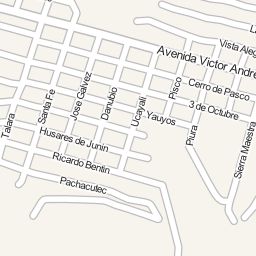 Vista Aleg
Avenida Victor Andre
Cerro de Pasco
3 de Octubre
Pisco
Jose Galvez
Danubio
Ucayali
Santa Fe
Yauyos
Talara
Husares de Junin
Piura
Sierra Maestra
Ricardo Bentin
Pachacutec